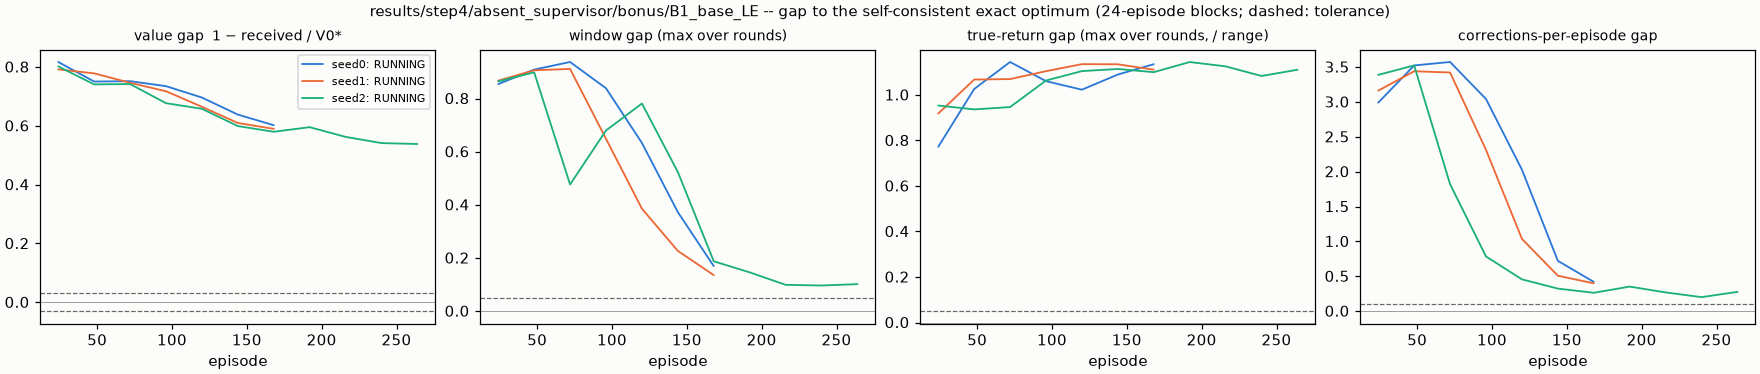 results/step4/absent_supervisor/bonus/B1_base_LE -- gap to the self-consistent exact optimum (24-episode blocks; dashed: tolerance)
value gap 1 − received / V0*
0.8
0.6
0.4
0.2
0.0
50 100 150 200 250
episode
seed0: RUNNING
seed1: RUNNING
seed2: RUNNING
window gap (max over rounds)
0.8
0.6
0.4
0.2
0.0
50 100 150 200 250
episode
true-return gap (max over rounds, / range)
1.0
0.8
0.6
0.4
0.2
0.0
50 100 150 200 250
episode
corrections-per-episode gap
3.5
3.0
2.5
2.0
1.5
1.0
0.5
0.0
50 100 150 200 250
episode